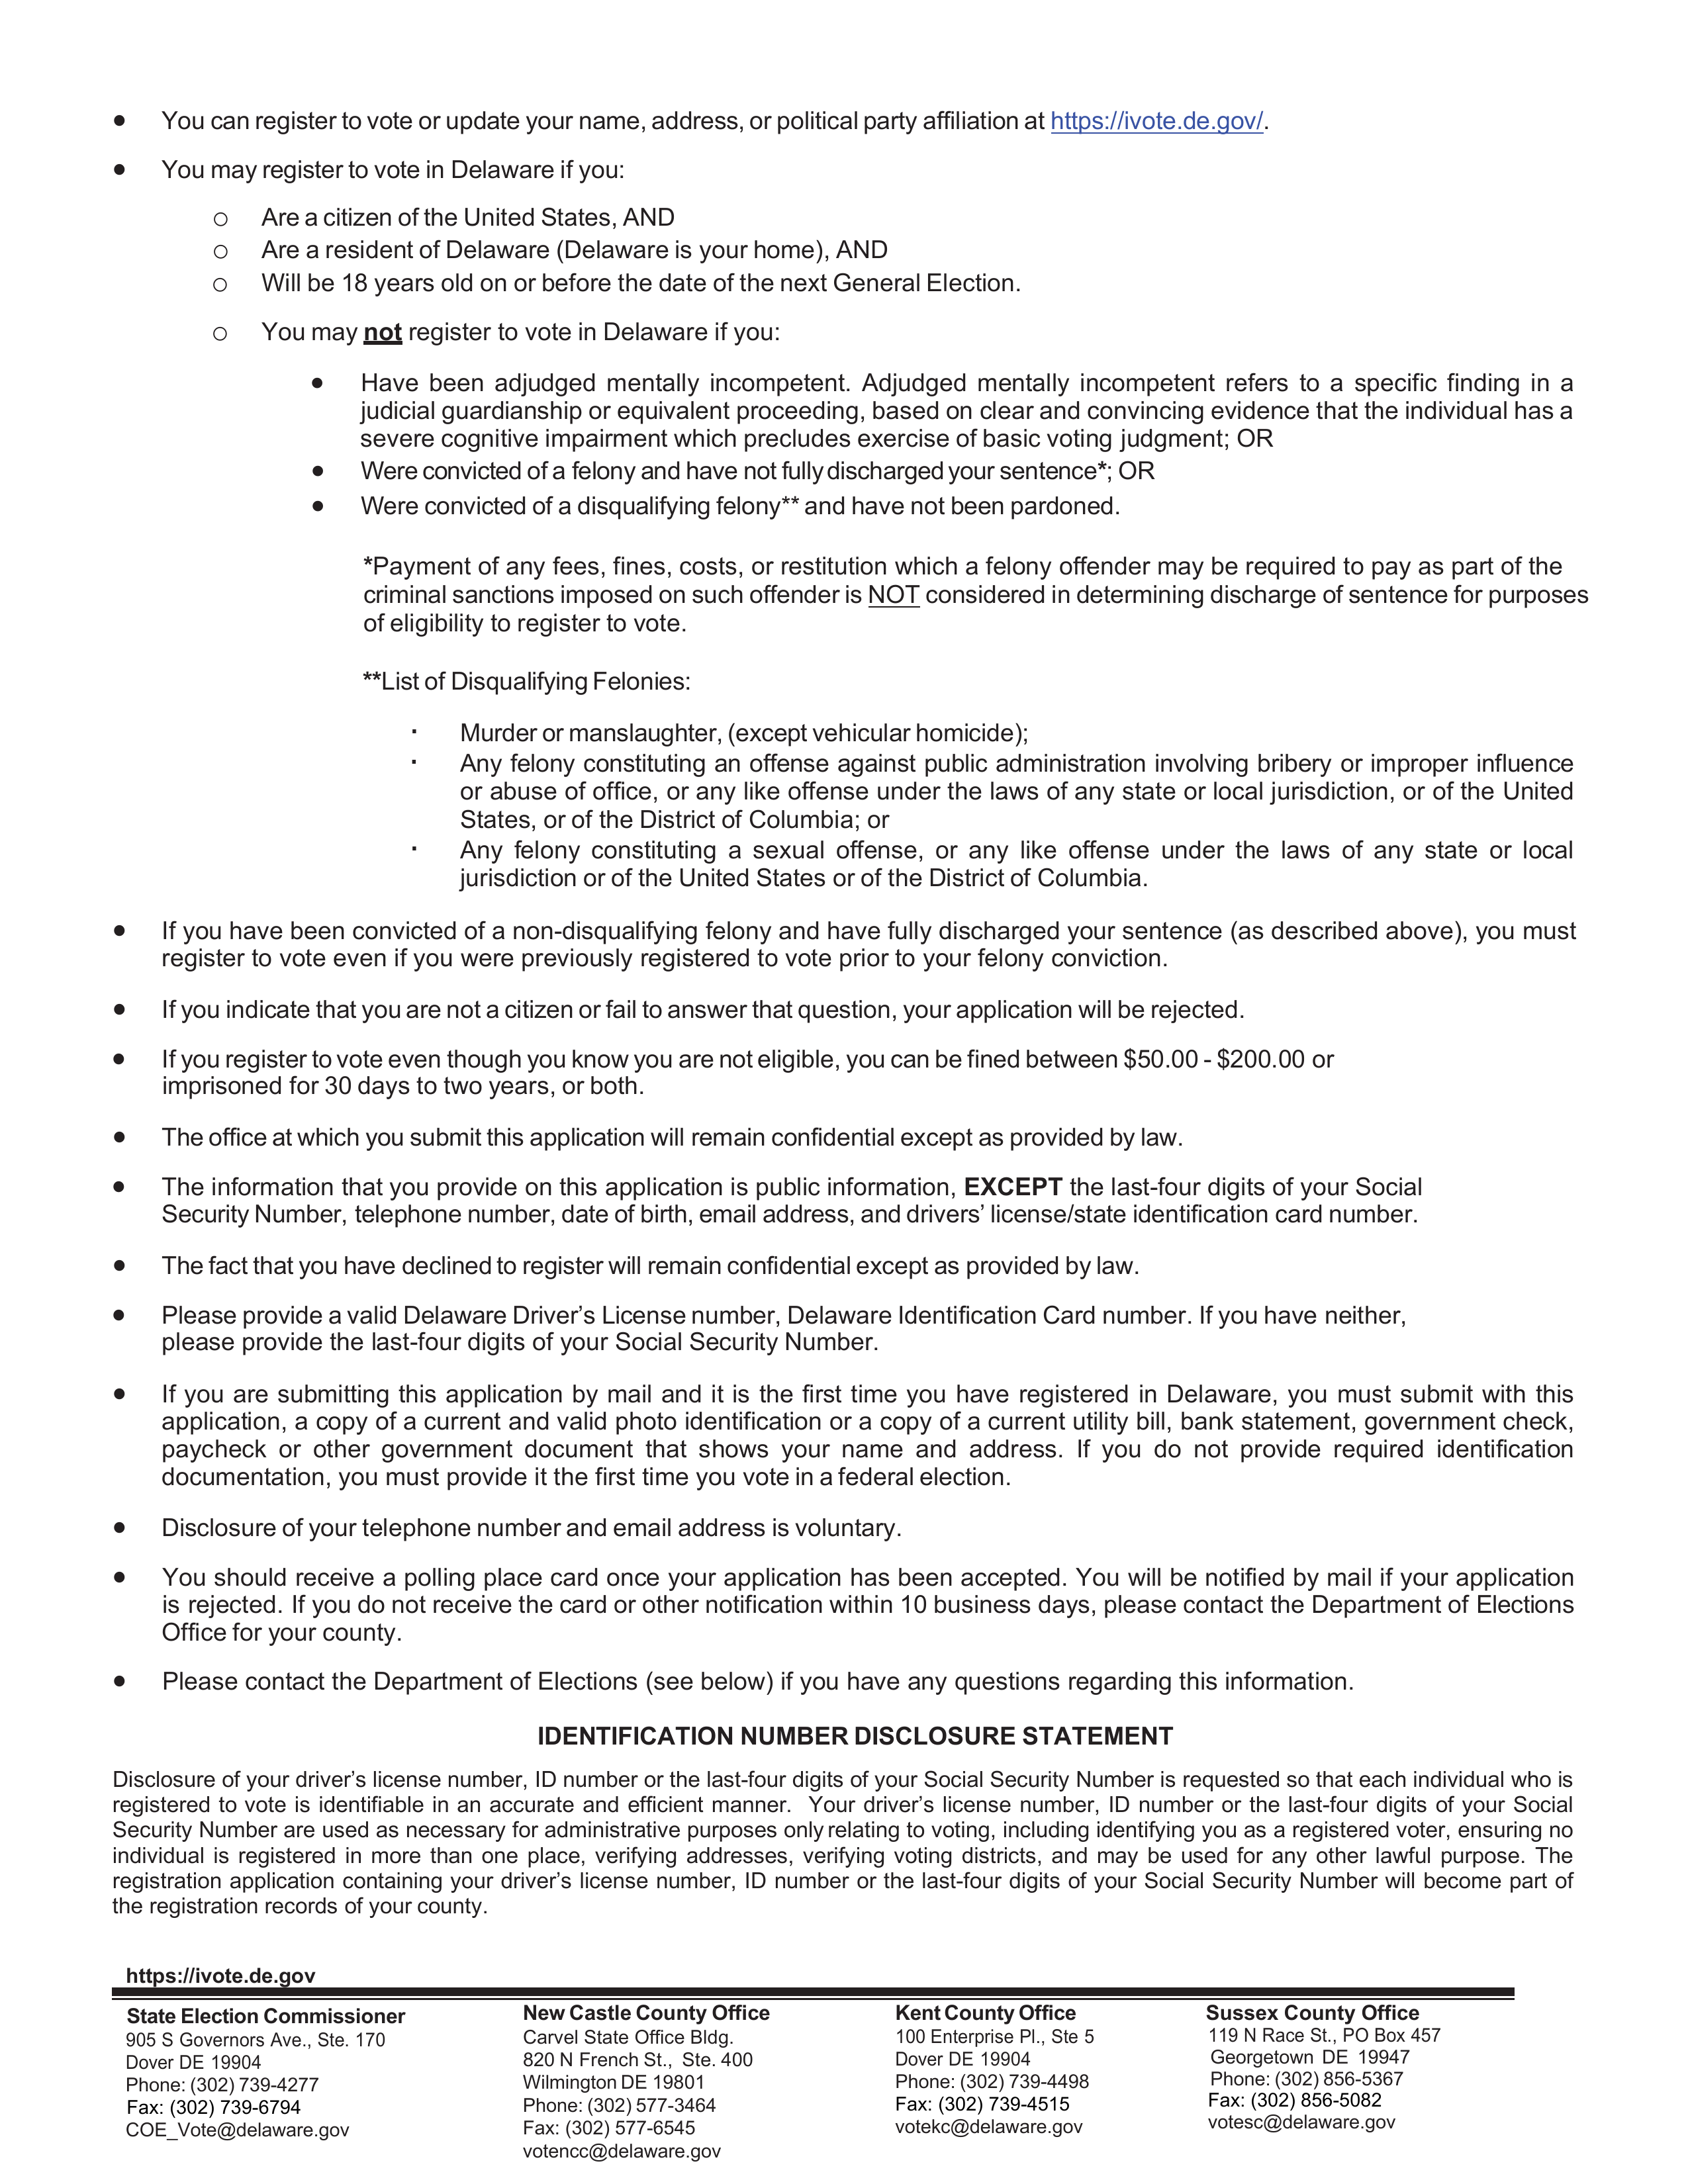 • You can register to vote or update your name, address, or political party affiliation at https://ivote.de.gov/.
• You may register to vote in Delaware if you:
o Are a citizen of the United States, AND
o Are a resident of Delaware (Delaware is your home), AND
o Will be 18 years old on or before the date of the next General Election.
o You may not register to vote in Delaware if you:
• Have been adjudged mentally incompetent. Adjudged mentally incompetent refers to a specific finding in a
judicial guardianship or equivalent proceeding, based on clear and convincing evidence that the individual has a
severe cognitive impairment which precludes exercise of basic voting judgment; OR
• Were convicted of a felony and have not fully discharged your sentence*; OR
• Were convicted of a disqualifying felony** and have not been pardoned.
*Payment of any fees, fines, costs, or restitution which a felony offender may be required to pay as part of the
criminal sanctions imposed on such offender is NOT considered in determining discharge of sentence for purposes
of eligibility to register to vote.
**List of Disqualifying Felonies:
· Murder or manslaughter, (except vehicular homicide);
· Any felony constituting an offense against public administration involving bribery or improper influence
or abuse of office, or any like offense under the laws of any state or local jurisdiction, or of the United
States, or of the District of Columbia; or
· Any felony constituting a sexual offense, or any like offense under the laws of any state or local
jurisdiction or of the United States or of the District of Columbia.
• If you have been convicted of a non-disqualifying felony and have fully discharged your sentence (as described above), you must
register to vote even if you were previously registered to vote prior to your felony conviction.
• If you indicate that you are not a citizen or fail to answer that question, your application will be rejected.
• If you register to vote even though you know you are not eligible, you can be fined between $50.00 - $200.00 or
imprisoned for 30 days to two years, or both.
• The office at which you submit this application will remain confidential except as provided by law.
• The information that you provide on this application is public information, EXCEPT the last-four digits of your Social
Security Number, telephone number, date of birth, email address, and drivers’ license/state identification card number.
• The fact that you have declined to register will remain confidential except as provided by law.
• Please provide a valid Delaware Driver’s License number, Delaware Identification Card number. If you have neither,
please provide the last-four digits of your Social Security Number.
• If you are submitting this application by mail and it is the first time you have registered in Delaware, you must submit with this
application, a copy of a current and valid photo identification or a copy of a current utility bill, bank statement, government check,
paycheck or other government document that shows your name and address. If you do not provide required identification
documentation, you must provide it the first time you vote in a federal election.
• Disclosure of your telephone number and email address is voluntary.
• You should receive a polling place card once your application has been accepted. You will be notified by mail if your application
is rejected. If you do not receive the card or other notification within 10 business days, please contact the Department of Elections
Office for your county.
• Please contact the Department of Elections (see below) if you have any questions regarding this information.
IDENTIFICATION NUMBER DISCLOSURE STATEMENT
Disclosure of your driver’s license number, ID number or the last-four digits of your Social Security Number is requested so that each individual who is
registered to vote is identifiable in an accurate and efficient manner. Your driver’s license number, ID number or the last-four digits of your Social
Security Number are used as necessary for administrative purposes only relating to voting, including identifying you as a registered voter, ensuring no
individual is registered in more than one place, verifying addresses, verifying voting districts, and may be used for any other lawful purpose. The
registration application containing your driver’s license number, ID number or the last-four digits of your Social Security Number will become part of
the registration records of your county.
https://ivote.de.gov
State Election Commissioner
905 S Governors Ave., Ste. 170
Dover DE 19904
Phone: (302) 739-4277
Fax: (302) 739-6794
COE_Vote@delaware.gov
New Castle County Office
Carvel State Office Bldg.
820 N French St., Ste. 400
Wilmington DE 19801
Phone: (302) 577-3464
Fax: (302) 577-6545
votencc@delaware.gov
Kent County Office
100 Enterprise Pl., Ste 5
Dover DE 19904
Phone: (302) 739-4498
Fax: (302) 739-4515
votekc@delaware.gov
Sussex County Office
119 N Race St., PO Box 457
Georgetown DE 19947
Phone: (302) 856-5367
Fax: (302) 856-5082
votesc@delaware.gov